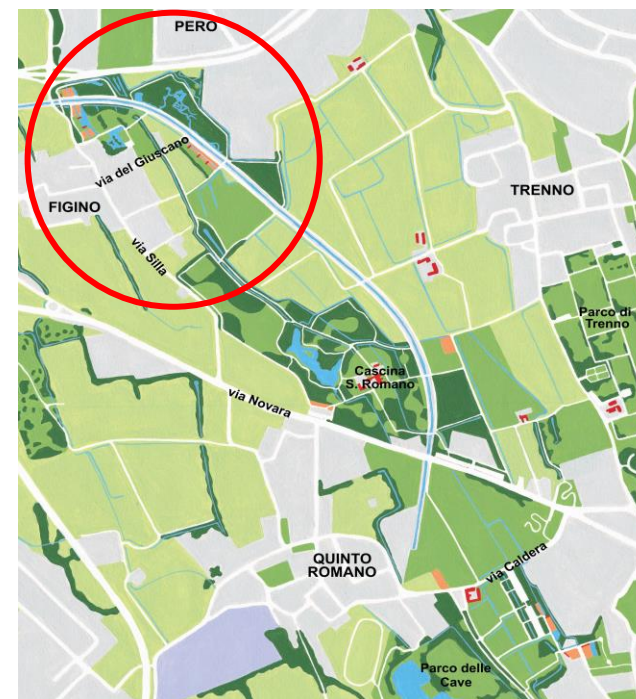 PERO
via del Giuscano
FIGINO
TRENNO
via Silla
Parco di
Trenno
Cascina
S. Romano
via Novara
QUINTO
ROMANO
via Caldera
Parco delle
Cave